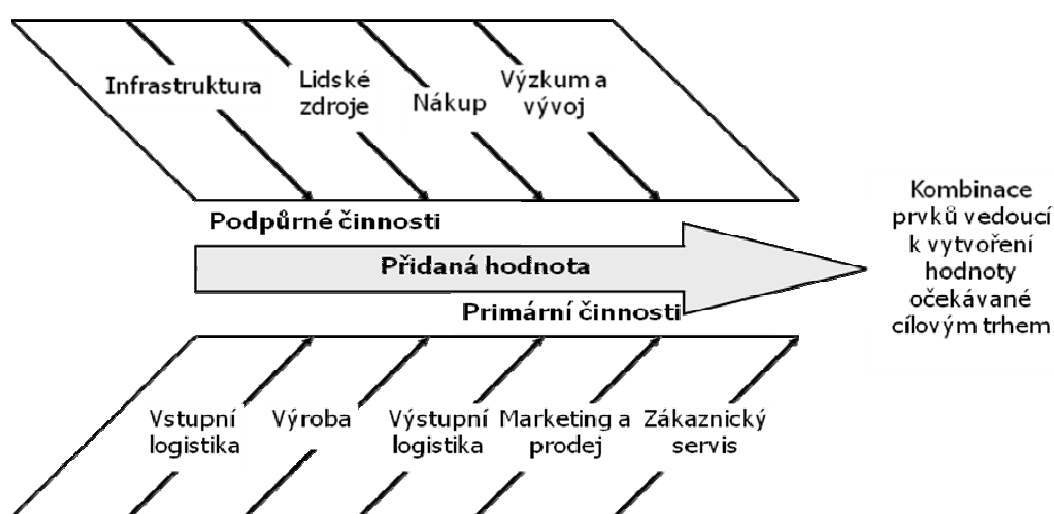 Infrastruktura
Lidské
zdroje
Nákup
Výzkum a
vývoj
Podpůrné činnosti
Přidaná hodnota
Primární činnosti
Kombinace
prvků vedoucí
k vytvoření
hodnoty
očekávané
cílovým trhem
Vstupní
logistika
Výroba
Výstupní
logistika
Marketing a
prodej
Zákaznický
servis